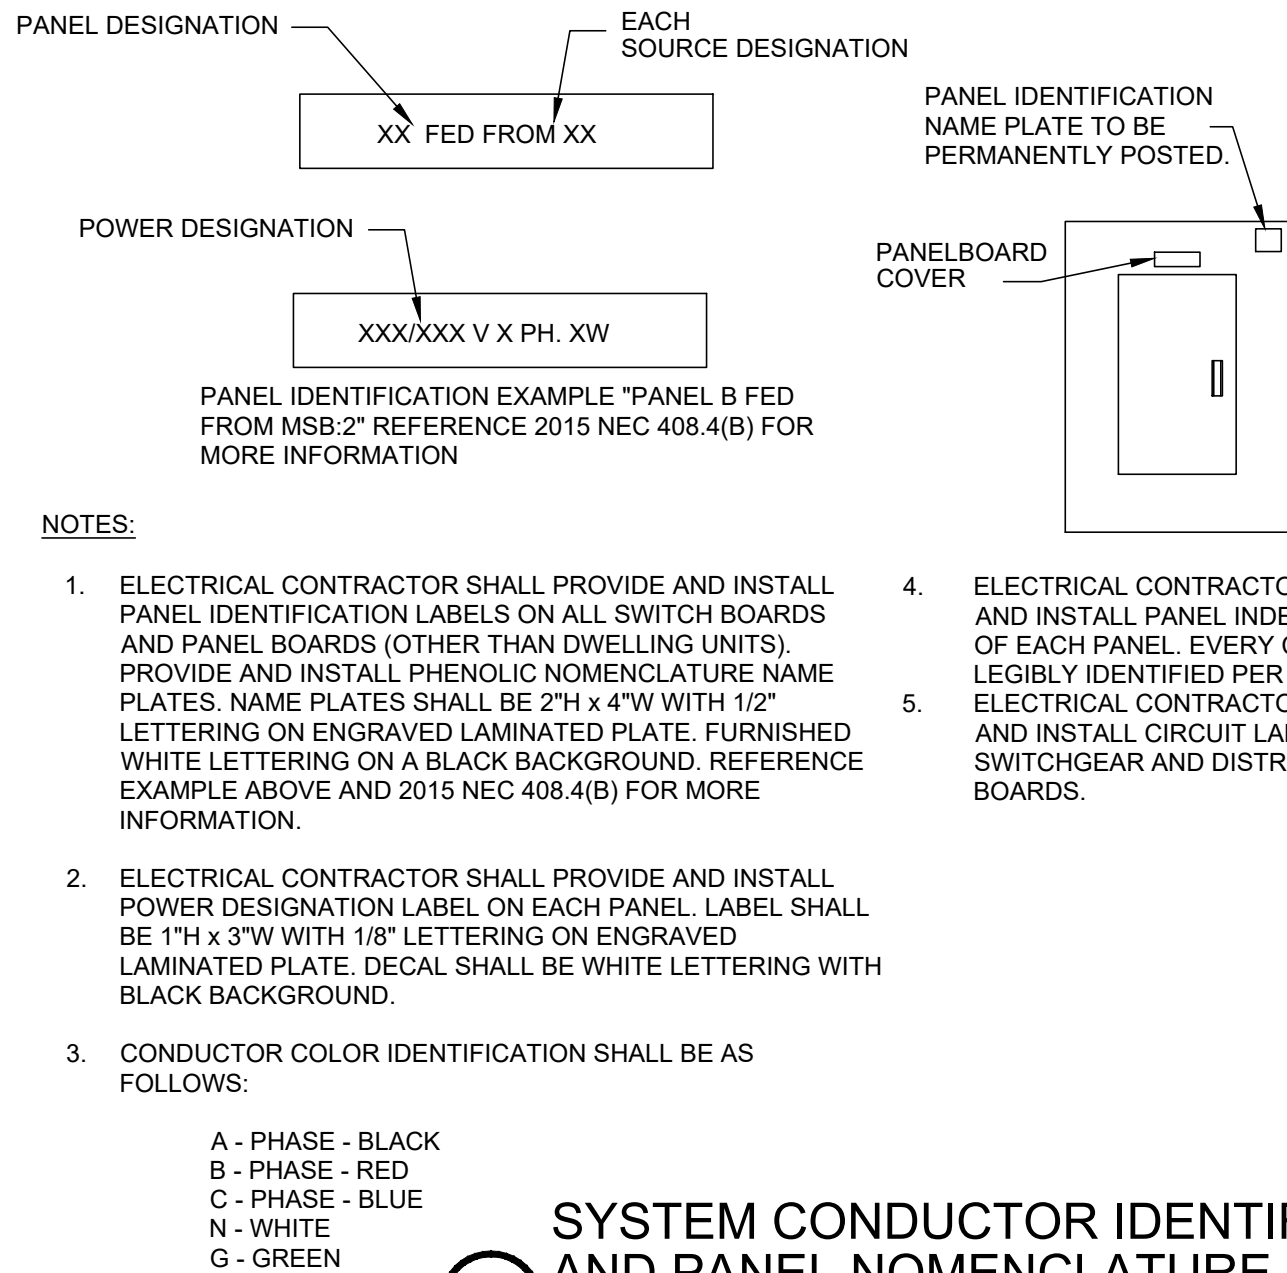 PANEL DESIGNATION
EACH
SOURCE DESIGNATION
XX FED FROM XX
PANEL IDENTIFICATION
NAME PLATE TO BE
PERMANENTLY POSTED.
POWER DESIGNATION
PANELBOARD
COVER
XXX/XXX V X PH. XW
PANEL IDENTIFICATION EXAMPLE "PANEL B FED
FROM MSB:2" REFERENCE 2015 NEC 408.4(B) FOR
MORE INFORMATION
NOTES:
1. ELECTRICAL CONTRACTOR SHALL PROVIDE AND INSTALL
PANEL IDENTIFICATION LABELS ON ALL SWITCH BOARDS
AND PANEL BOARDS (OTHER THAN DWELLING UNITS).
PROVIDE AND INSTALL PHENOLIC NOMENCLATURE NAME
PLATES. NAME PLATES SHALL BE 2"H x 4"W WITH 1/2"
LETTERING ON ENGRAVED LAMINATED PLATE. FURNISHED
WHITE LETTERING ON A BLACK BACKGROUND. REFERENCE
EXAMPLE ABOVE AND 2015 NEC 408.4(B) FOR MORE
INFORMATION.
2. ELECTRICAL CONTRACTOR SHALL PROVIDE AND INSTALL
POWER DESIGNATION LABEL ON EACH PANEL. LABEL SHALL
BE 1"H x 3"W WITH 1/8" LETTERING ON ENGRAVED
LAMINATED PLATE. DECAL SHALL BE WHITE LETTERING WITH
BLACK BACKGROUND.
3. CONDUCTOR COLOR IDENTIFICATION SHALL BE AS
FOLLOWS:
A - PHASE - BLACK
B - PHASE - RED
C - PHASE - BLUE
N - WHITE
G - GREEN
4. ELECTRICAL
AND INSTALL PANEL
OF EACH PANEL. EVERY
LEGIBLY IDENTIFIED PER
5. ELECTRICAL
AND INSTALL CIRCUIT
SWITCHGEAR AND
BOARDS.
SYSTEM CONDUCTOR
AND PANEL NOMENCLATURE